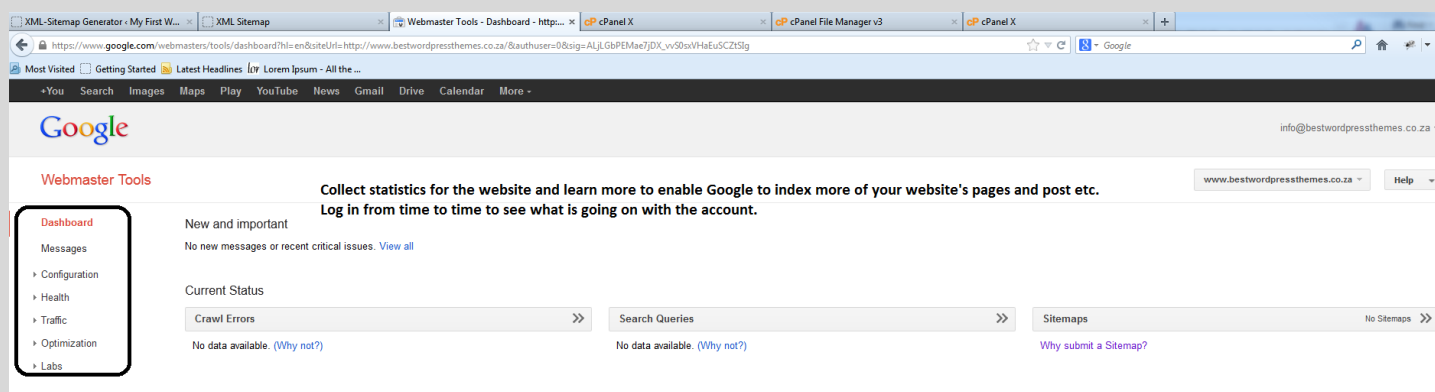 XML-Sitemap Generator ‹ My First W... × XML Sitemap × Webmaster Tools - Dashboard - http:... × cP cPanel X × cP cPanel File Manager v3 × cP cPanel X × +
https://www.google.com/webmasters/tools/dashboard?hl=en&siteUrl=http://www.bestwordpressthemes.co.za/&authuser=0&sig=ALjLGbPEMae7jDX_vvS0sxVHaEuSCZtSIg Google
Most Visited Getting Started Latest Headlines Lorem Ipsum - All the ...
+You Search Images Maps Play YouTube News Gmail Drive Calendar More
Google
info@bestwordpressthemes.co.za
Webmaster Tools
www.bestwordpressthemes.co.za Help
Collect statistics for the website and learn more to enable Google to index more of your website's pages and post etc.
Log in from time to time to see what is going on with the account.
Dashboard
Messages
Configuration
Health
Traffic
Optimization
Labs
New and important
No new messages or recent critical issues. View all
Current Status
Crawl Errors »
No data available. (Why not?)
Search Queries »
No data available. (Why not?)
Sitemaps No Sitemaps »
Why submit a Sitemap?